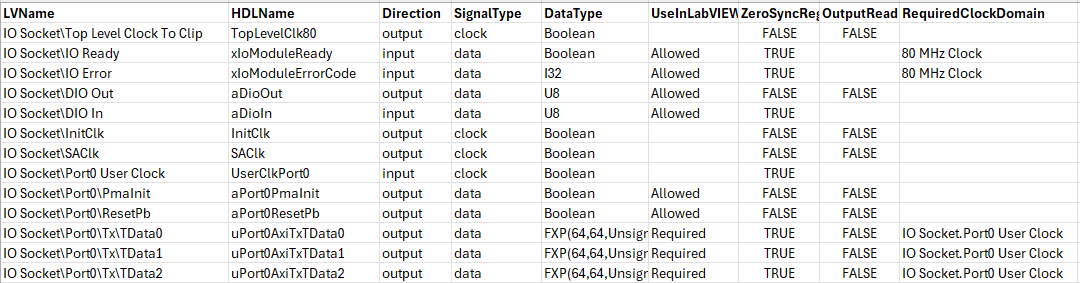 LVName HDLName Direction SignalType DataType UseInLabVIEW ZeroSyncReg OutputRead RequiredClockDomain
IO Socket\Top Level Clock To Clip TopLevelClk80 output clock Boolean FALSE FALSE
IO Socket\IO Ready xIoModuleReady input data Boolean Allowed TRUE 80 MHz Clock
IO Socket\IO Error xIoModuleErrorCode input data I32 Allowed TRUE 80 MHz Clock
IO Socket\DIO Out aDioOut output data U8 Allowed FALSE FALSE
IO Socket\DIO In aDioIn input data U8 Allowed TRUE
IO Socket\InitClk InitClk output clock Boolean FALSE FALSE
IO Socket\SAClk SAClk output clock Boolean FALSE FALSE
IO Socket\Port0 User Clock UserClkPort0 input clock Boolean TRUE
IO Socket\Port0\PmaInit aPort0PmaInit output data Boolean Allowed FALSE FALSE
IO Socket\Port0\ResetPb aPort0ResetPb output data Boolean Allowed FALSE FALSE
IO Socket\Port0\Tx\TData0 uPort0AxiTxTData0 output data FXP(64,64,Unsigr Required TRUE FALSE IO Socket.Port0 User Clock
IO Socket\Port0\Tx\TData1 uPort0AxiTxTData1 output data FXP(64,64,Unsigr Required TRUE FALSE IO Socket.Port0 User Clock
IO Socket\Port0\Tx\TData2 uPort0AxiTxTData2 output data FXP(64,64,Unsigr Required TRUE FALSE IO Socket.Port0 User Clock